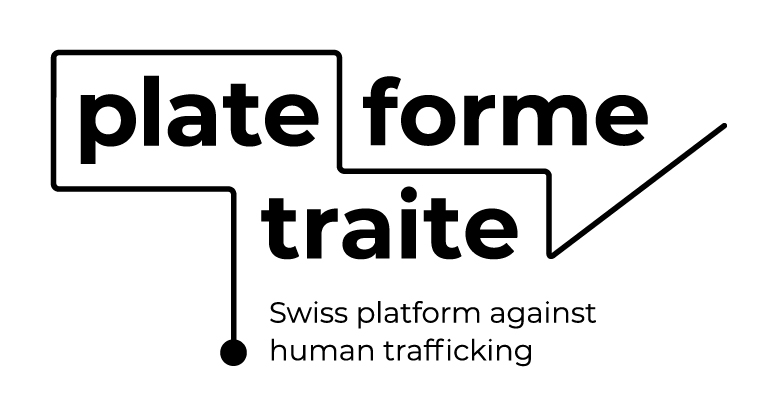 plate forme
traite
Swiss platform against
human trafficking